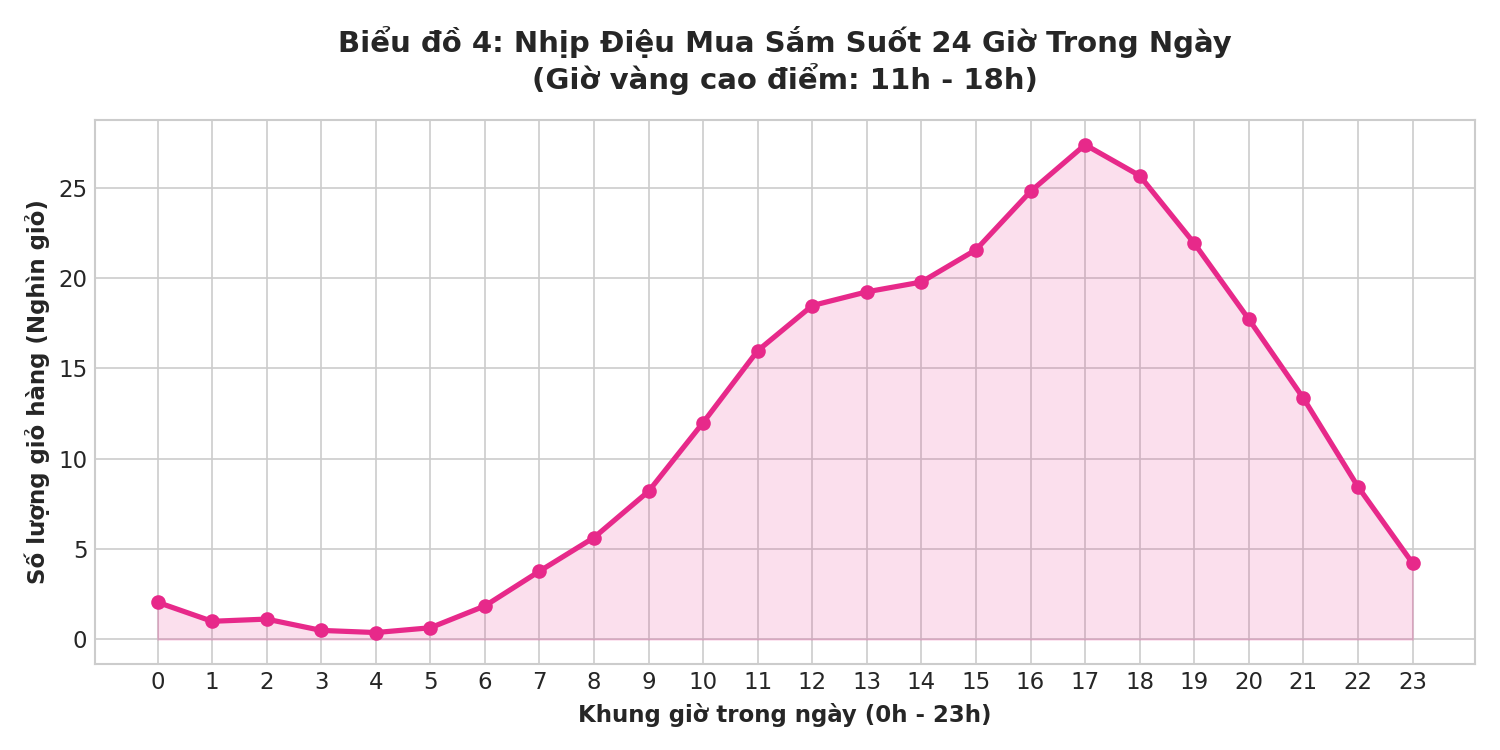 Biểu đồ 4: Nhịp Điệu Mua Sắm Suốt 24 Giờ Trong Ngày
(Giờ vàng cao điểm: 11h - 18h)
Số lượng giỏ hàng (Nghìn giỏ)
25
20
15
10
5
0
0 1 2 3 4 5 6 7 8 9 10 11 12 13 14 15 16 17 18 19 20 21 22 23
Khung giờ trong ngày (0h - 23h)